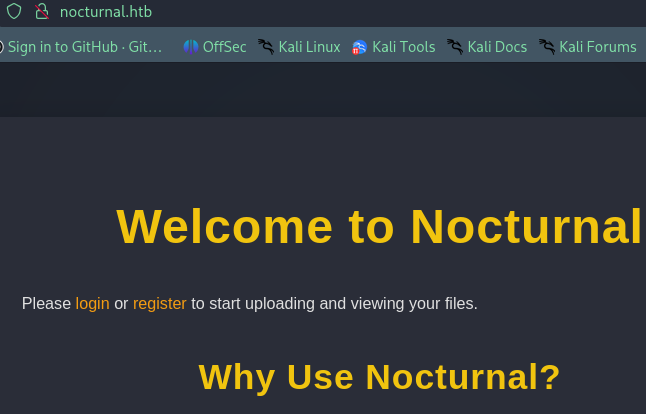 nocturnal.htb
Sign in to GitHub · Git… OffSec Kali Linux Kali Tools Kali Docs Kali Forums
Welcome to Nocturnal
Please login or register to start uploading and viewing your files.
Why Use Nocturnal?